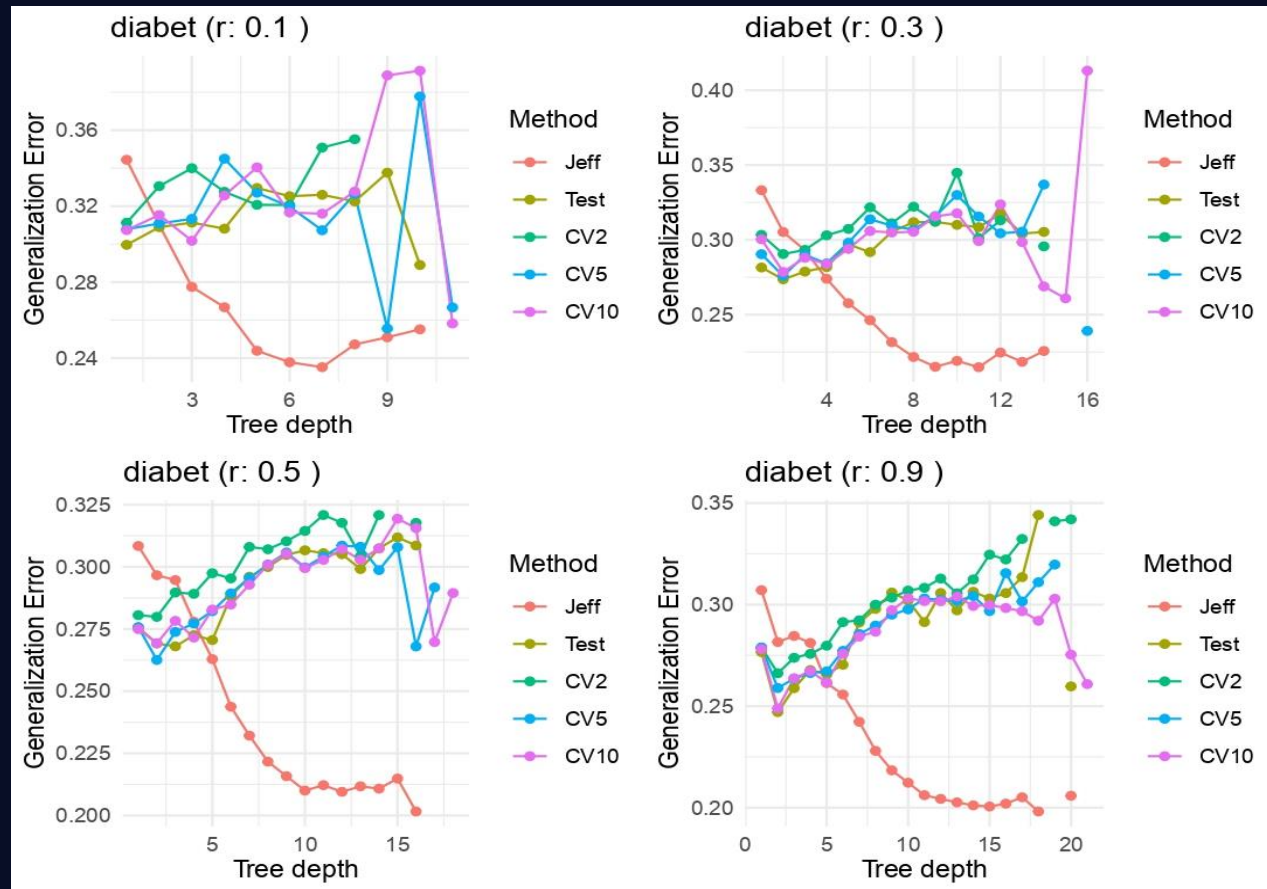 diabet (r: 0.1 )
Generalization Error
0.36
0.32
0.28
0.24
3 6 9
Tree depth
Method
Jeff
Test
CV2
CV5
CV10
diabet (r: 0.3 )
Generalization Error
0.40
0.35
0.30
0.25
4 8 12 16
Tree depth
Method
Jeff
Test
CV2
CV5
CV10
diabet (r: 0.5 )
Generalization Error
0.325
0.300
0.275
0.250
0.225
0.200
5 10 15
Tree depth
Method
Jeff
Test
CV2
CV5
CV10
diabet (r: 0.9 )
Generalization Error
0.35
0.30
0.25
0.20
0 5 10 15 20
Tree depth
Method
Jeff
Test
CV2
CV5
CV10